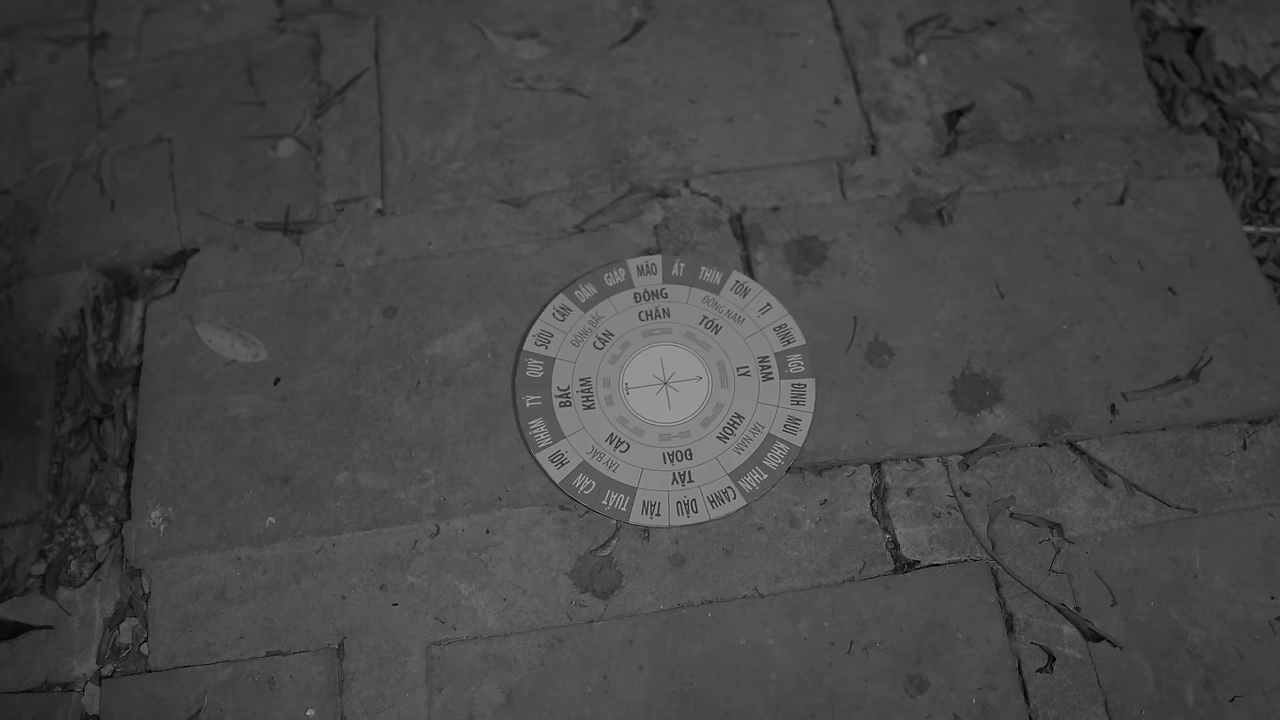 MÃO
ẤT
THÌN
TỐN
TỊ
BÍNH
NGỌ
ĐINH
MÙI
KHÔN
THÂN
CANH
DẬU
TÂN
TUẤT
CÀN
HỢI
NHÂM
TÝ
QUÝ
SỬU
CẤN
DẦN
GIÁP
ĐÔNG
ĐÔNG NAM
NAM
TÂY NAM
TÂY
TÂY BẮC
BẮC
ĐÔNG BẮC
CHẤN
TỐN
LY
KHÔN
ĐOÀI
CÀN
KHẢM
CẤN